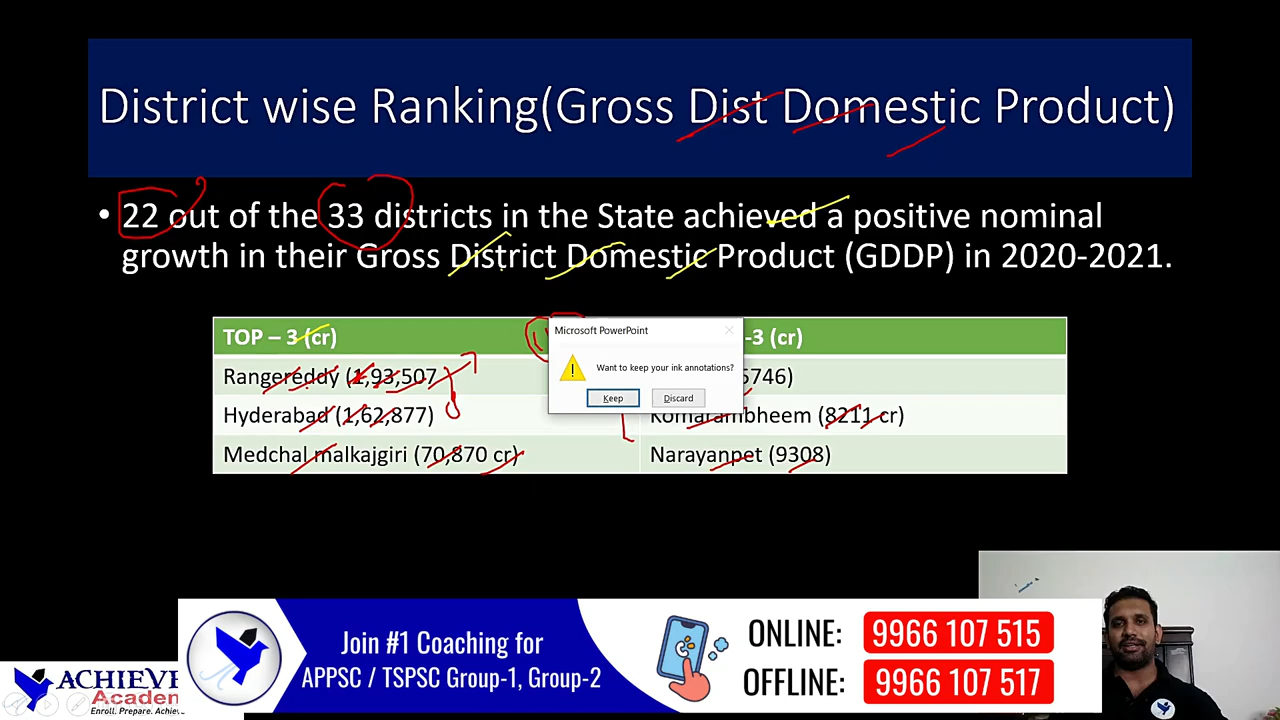 District wise Ranking(Gross Dist Domestic Product)
• 22 out of the 33 districts in the State achieved a positive nominal
growth in their Gross District Domestic Product (GDDP) in 2020-2021.
TOP – 3 (cr)
-3 (cr)
Rangereddy (1,93,507
5746)
Hyderabad (1,62,877)
Komarambheem (8211 cr)
Medchal malkajgiri (70,870 cr)
Narayanpet (9308)
Microsoft PowerPoint
Want to keep your ink annotations?
Keep
Discard
Join #1 Coaching for
APPSC / TSPSC Group-1, Group-2
ONLINE: 9966 107 515
OFFLINE: 9966 107 517
ACHIEVE
Academ
Enroll. Prepare. Achieve